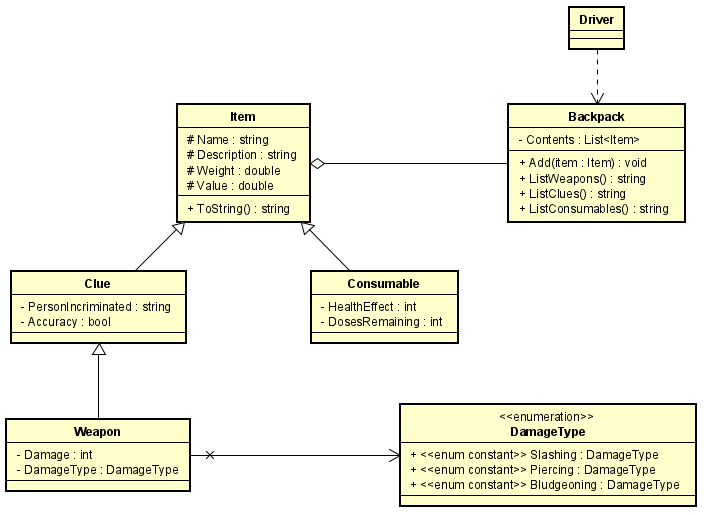 Driver
Item
# Name : string
# Description : string
# Weight : double
# Value : double
+ ToString() : string
Backpack
- Contents : List<Item>
+ Add(item : Item) : void
+ ListWeapons() : string
+ ListClues() : string
+ ListConsumables() : string
Clue
- PersonIncriminated : string
- Accuracy : bool
Consumable
- HealthEffect : int
- DosesRemaining : int
Weapon
- Damage : int
- DamageType : DamageType
<<enumeration>>
DamageType
+ <<enum constant>> Slashing : DamageType
+ <<enum constant>> Piercing : DamageType
+ <<enum constant>> Bludgeoning : DamageType